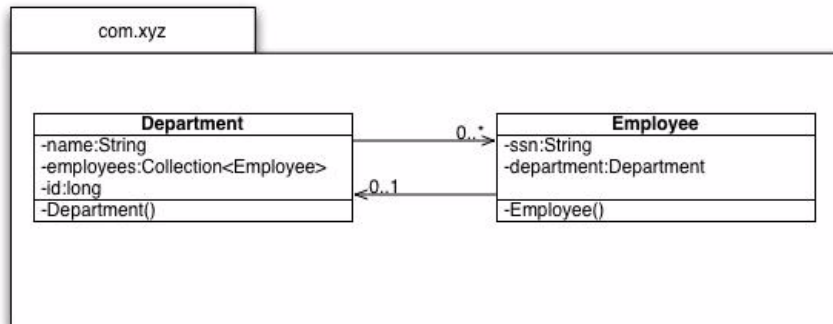 com.xyz
Department
-name:String
-employees:Collection<Employee>
-id:long
-Department()
0..*
0..1
Employee
-ssn:String
-department:Department
-Employee()